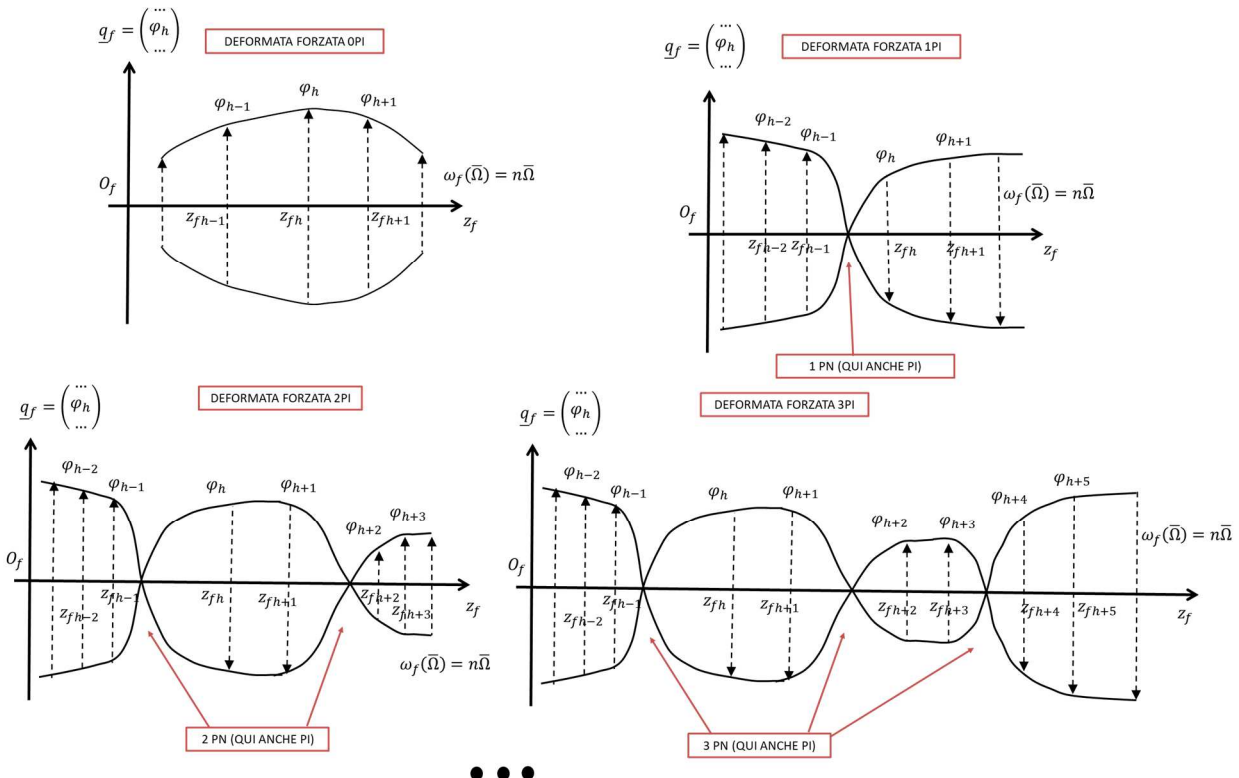 DEFORMATA FORZATA 0PI
q_f = (... φ_h ...)
φ_{h-1} φ_h φ_{h+1}
O_f
ω_f(Ω̅) = nΩ̅
z_{fh-1} z_{fh} z_{fh+1} z_f
DEFORMATA FORZATA 1PI
q_f = (... φ_h ...)
φ_{h-2} φ_{h-1} φ_h φ_{h+1}
ω_f(Ω̅) = nΩ̅
O_f
z_{fh-2} z_{fh-1} z_{fh} z_{fh+1} z_f
1 PN (QUI ANCHE PI)
DEFORMATA FORZATA 2PI
q_f = (... φ_h ...)
φ_{h-2} φ_{h-1} φ_h φ_{h+1} φ_{h+2} φ_{h+3}
O_f
z_{fh-2} z_{fh-1} z_{fh} z_{fh+1} z_{fh+2} z_{fh+3} z_f
ω_f(Ω̅) = nΩ̅
2 PN (QUI ANCHE PI)
DEFORMATA FORZATA 3PI
q_f = (... φ_h ...)
φ_{h-2} φ_{h-1} φ_h φ_{h+1} φ_{h+2} φ_{h+3} φ_{h+4} φ_{h+5}
ω_f(Ω̅) = nΩ̅
O_f
z_{fh-2} z_{fh-1} z_{fh} z_{fh+1} z_{fh+2} z_{fh+3} z_{fh+4} z_{fh+5} z_f
3 PN (QUI ANCHE PI)
•••